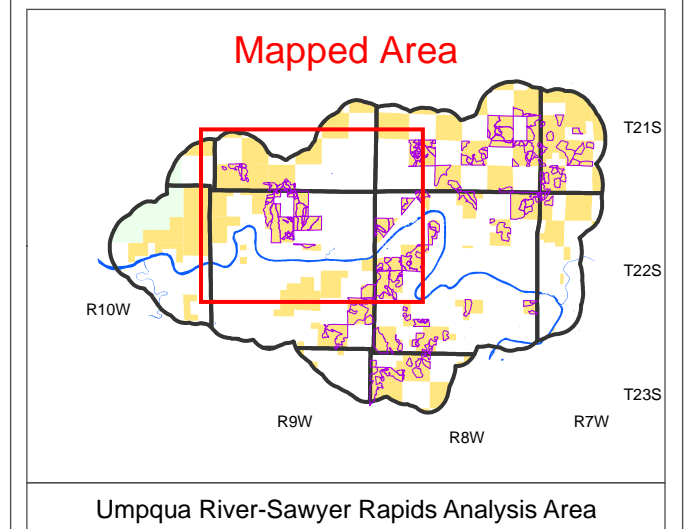 Mapped Area
T21S
T22S
R10W
T23S
R9W
R7W
R8W
Umpqua River-Sawyer Rapids Analysis Area